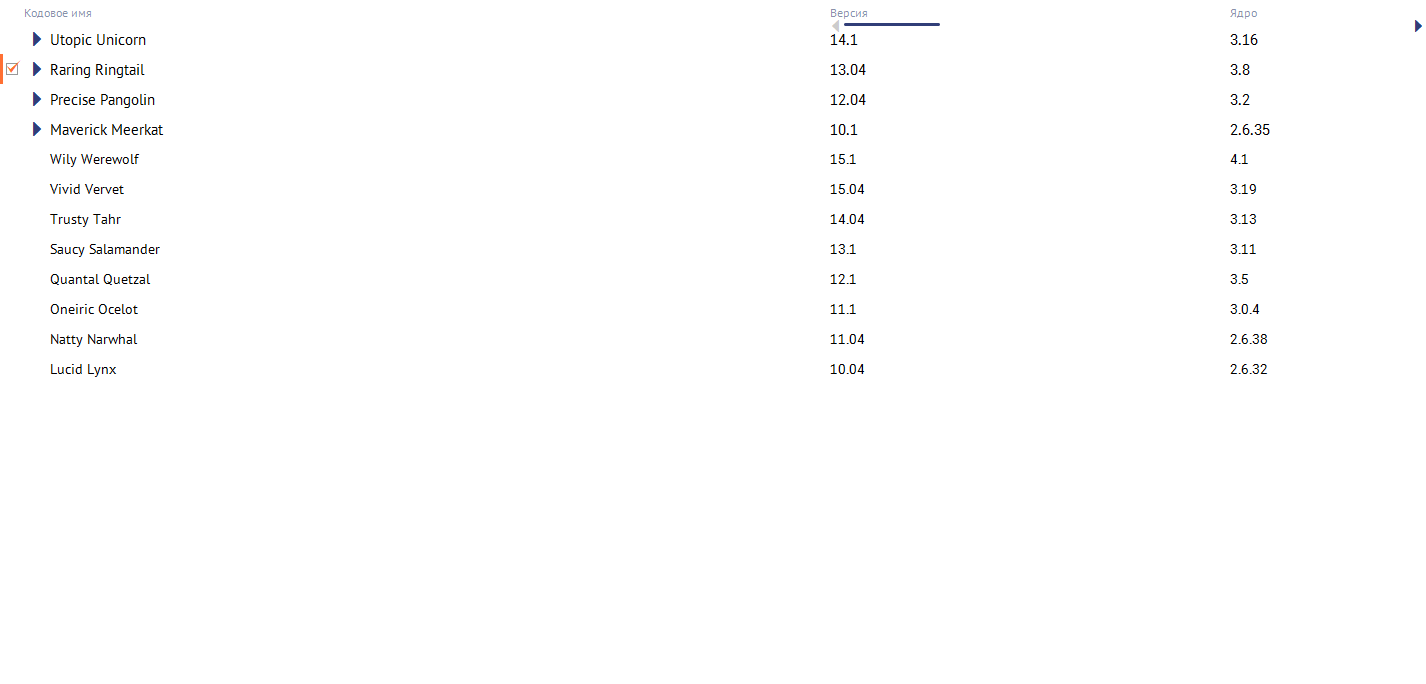 Кодовое имя Версия Ядро
Utopic Unicorn 14.1 3.16
Raring Ringtail 13.04 3.8
Precise Pangolin 12.04 3.2
Maverick Meerkat 10.1 2.6.35
Wily Werewolf 15.1 4.1
Vivid Vervet 15.04 3.19
Trusty Tahr 14.04 3.13
Saucy Salamander 13.1 3.11
Quantal Quetzal 12.1 3.5
Oneiric Ocelot 11.1 3.0.4
Natty Narwhal 11.04 2.6.38
Lucid Lynx 10.04 2.6.32